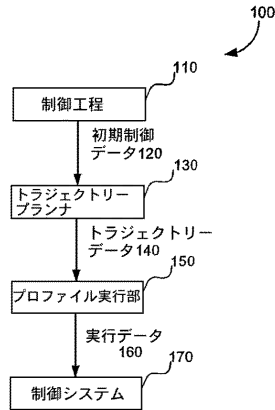 100
110
制御工程
初期制御
データ120
130
トラジェクトリー
プランナ
トラジェクトリー
データ140
150
プロファイル実行部
実行データ
160
170
制御システム